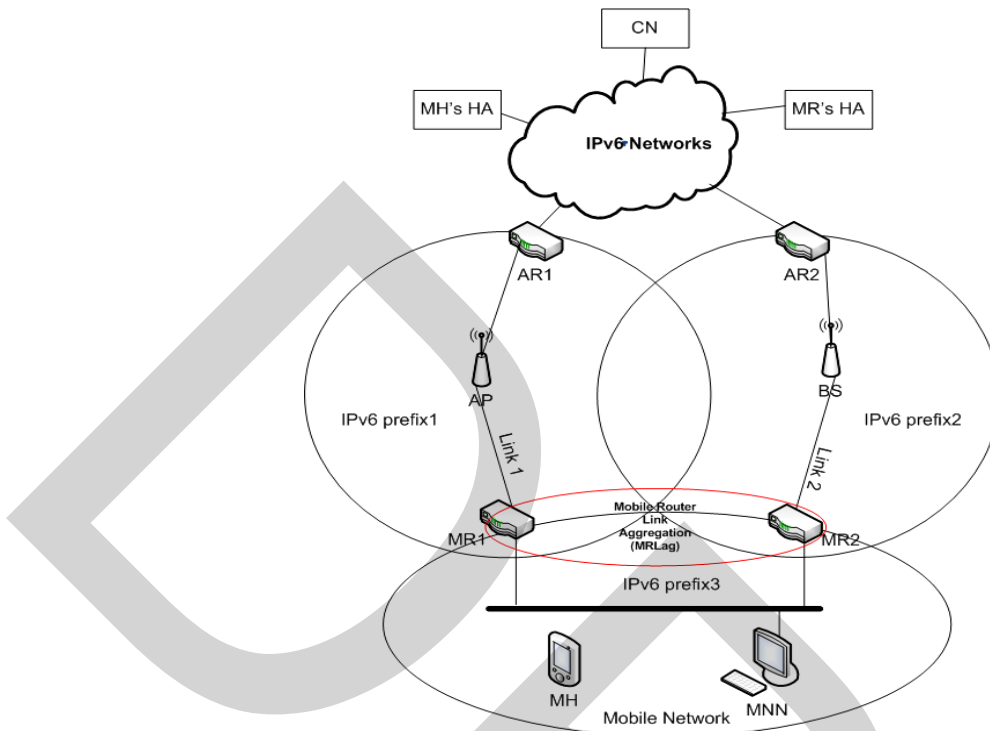 CN
MH's HA
MR's HA
IPv6 Networks
AR1
AR2
AP
BS
IPv6 prefix1
IPv6 prefix2
Link 1
Link 2
Mobile Router
Link
Aggregation
(MRLag)
MR1
MR2
IPv6 prefix3
MH
MNN
Mobile Network